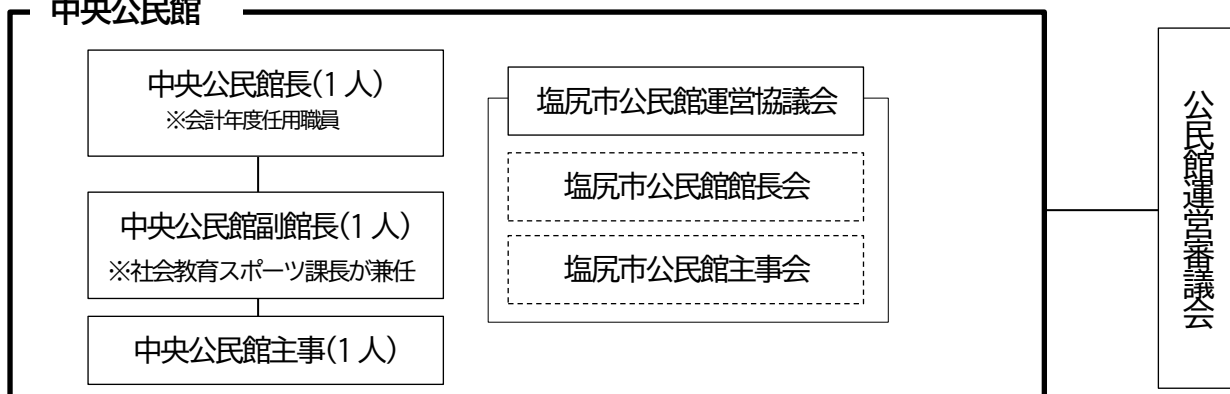 中央公民館
中央公民館長(1人)
※会計年度任用職員
中央公民館副館長(1人)
※社会教育スポーツ課長が兼任
中央公民館主事(1人)
塩尻市公民館運営協議会
塩尻市公民館館長会
塩尻市公民館主事会
公民館運営審議会